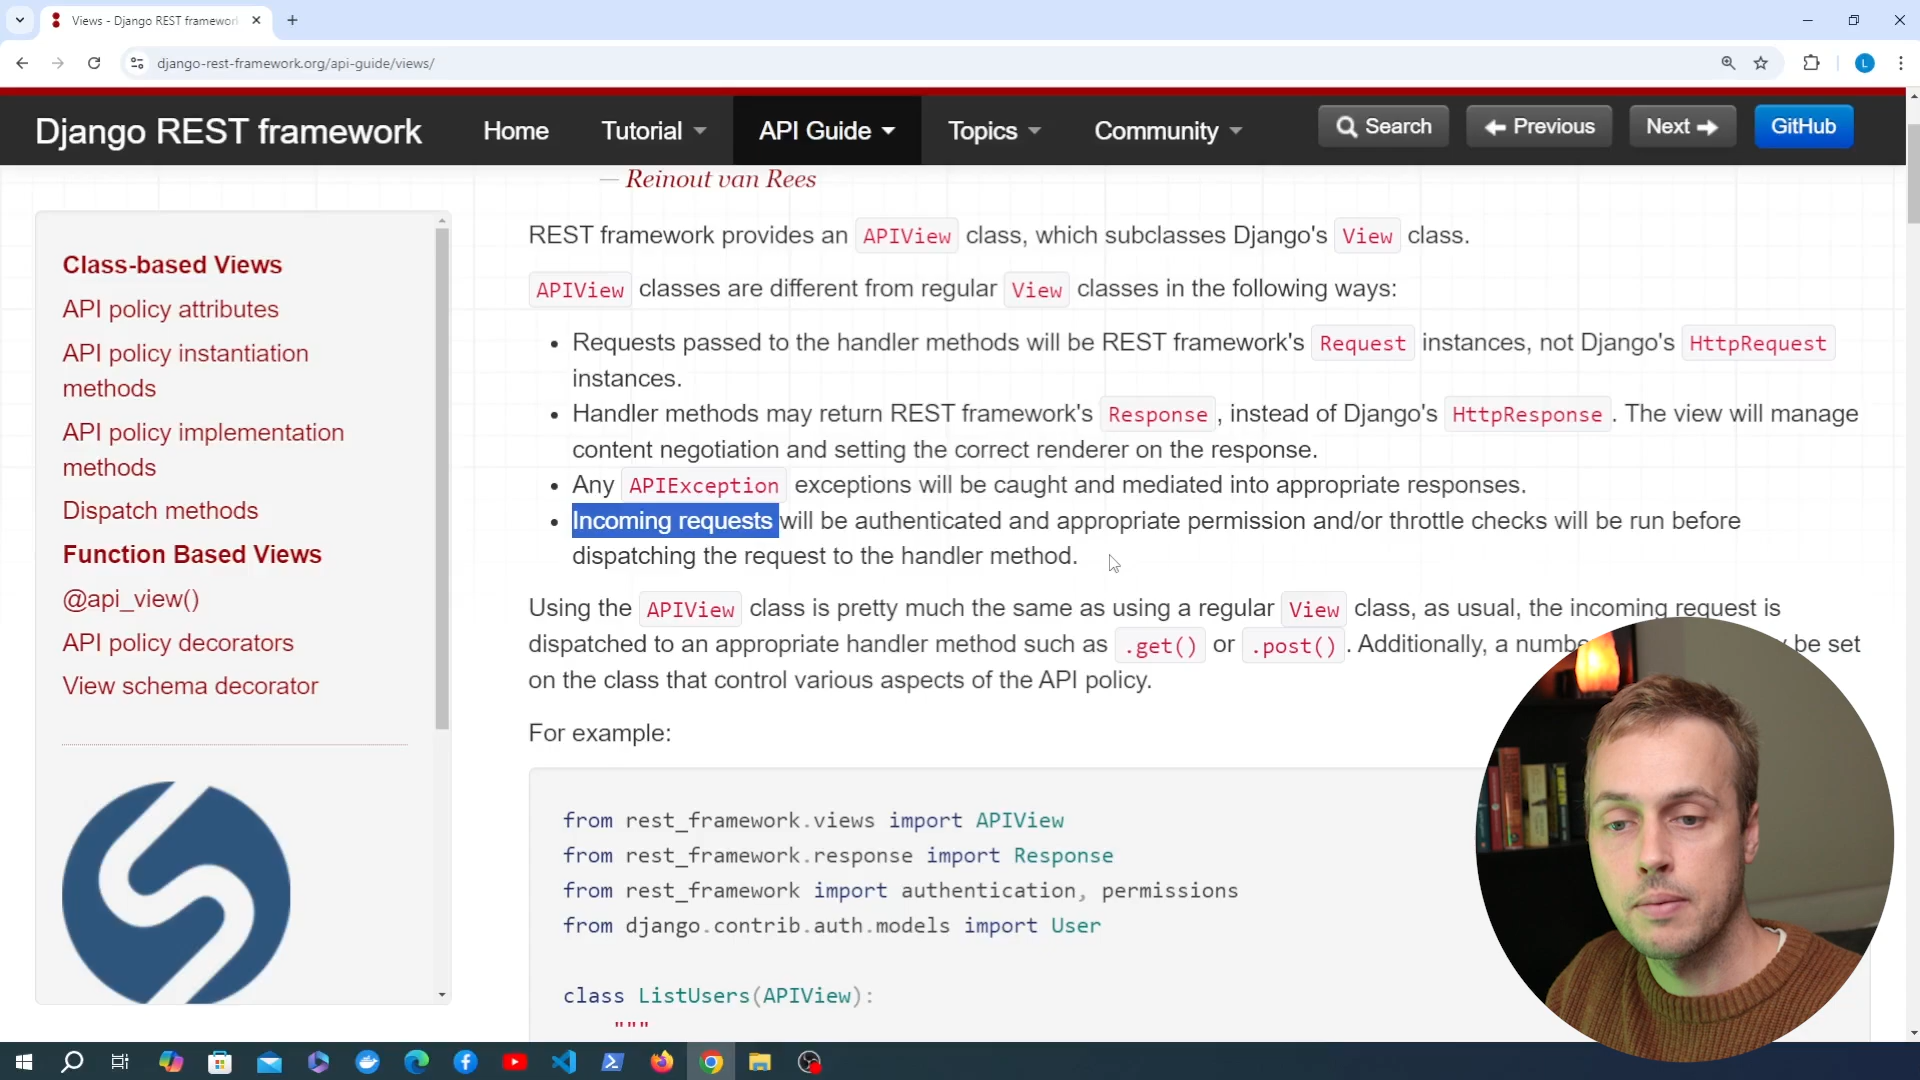 Views - Django REST framework
django-rest-framework.org/api-guide/views/
L
Django REST framework
Home
Tutorial
API Guide
Topics
Community
Search
Previous
Next
GitHub
— Reinout van Rees
Class-based Views
API policy attributes
API policy instantiation
methods
API policy implementation
methods
Dispatch methods
Function Based Views
@api_view()
API policy decorators
View schema decorator
REST framework provides an APIView class, which subclasses Django's View class.
APIView classes are different from regular View classes in the following ways:
• Requests passed to the handler methods will be REST framework's Request instances, not Django's HttpRequest
instances.
• Handler methods may return REST framework's Response, instead of Django's HttpResponse. The view will manage
content negotiation and setting the correct renderer on the response.
• Any APIException exceptions will be caught and mediated into appropriate responses.
• Incoming requests will be authenticated and appropriate permission and/or throttle checks will be run before
dispatching the request to the handler method.
Using the APIView class is pretty much the same as using a regular View class, as usual, the incoming request is
dispatched to an appropriate handler method such as .get() or .post(). Additionally, a be set
on the class that control various aspects of the API policy.
For example:
from rest_framework.views import APIView
from rest_framework.response import Response
from rest_framework import authentication, permissions
from django.contrib.auth.models import User
class ListUsers(APIView):
"""